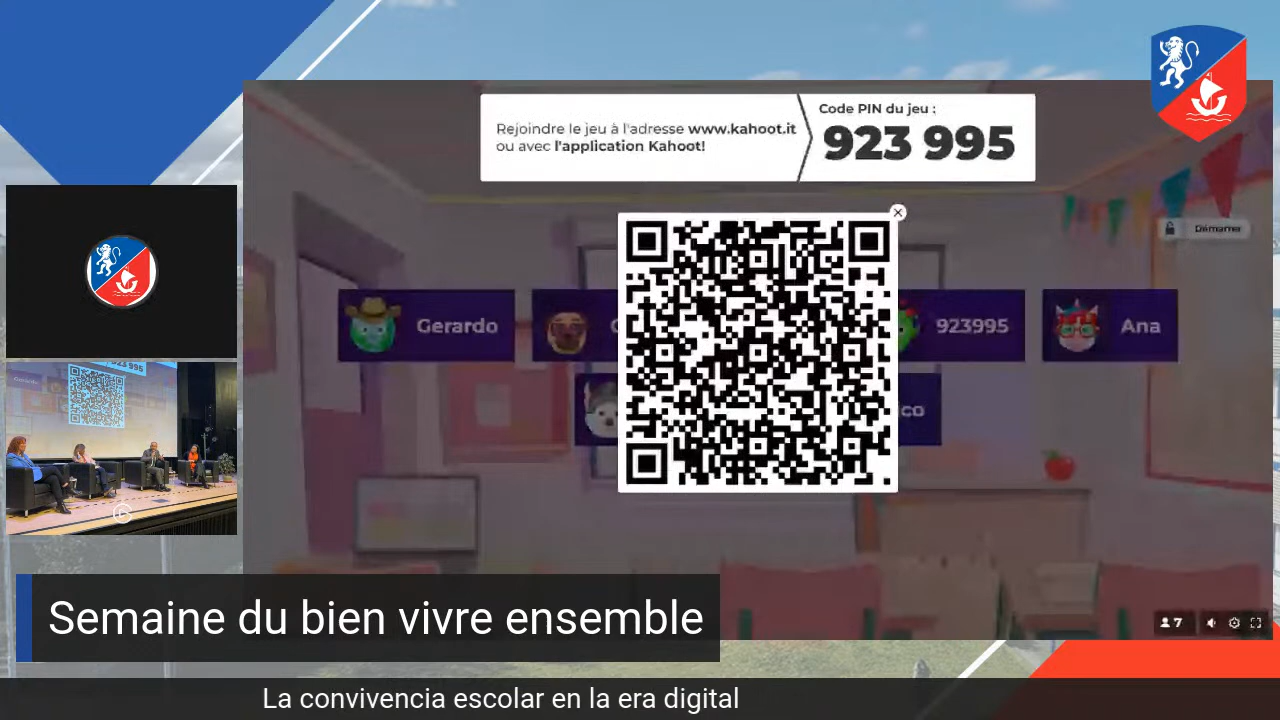 Rejoindre le jeu à l'adresse www.kahoot.it
ou avec l'application Kahoot!
Code PIN du jeu :
923 995
Démarrer
Gerardo
923995
Ana
7
Semaine du bien vivre ensemble
La convivencia escolar en la era digital